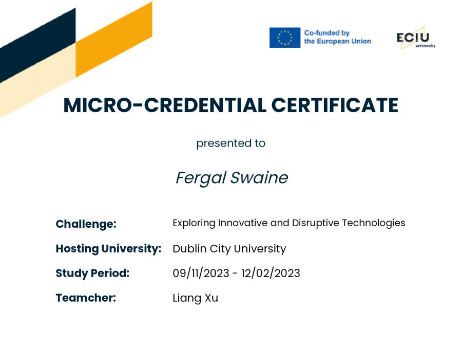 Co-funded by
the European Union
ECIU
university
MICRO-CREDENTIAL CERTIFICATE
presented to
Fergal Swaine
Challenge: Exploring Innovative and Disruptive Technologies
Hosting University: Dublin City University
Study Period: 09/11/2023 - 12/02/2023
Teamcher: Liang Xu